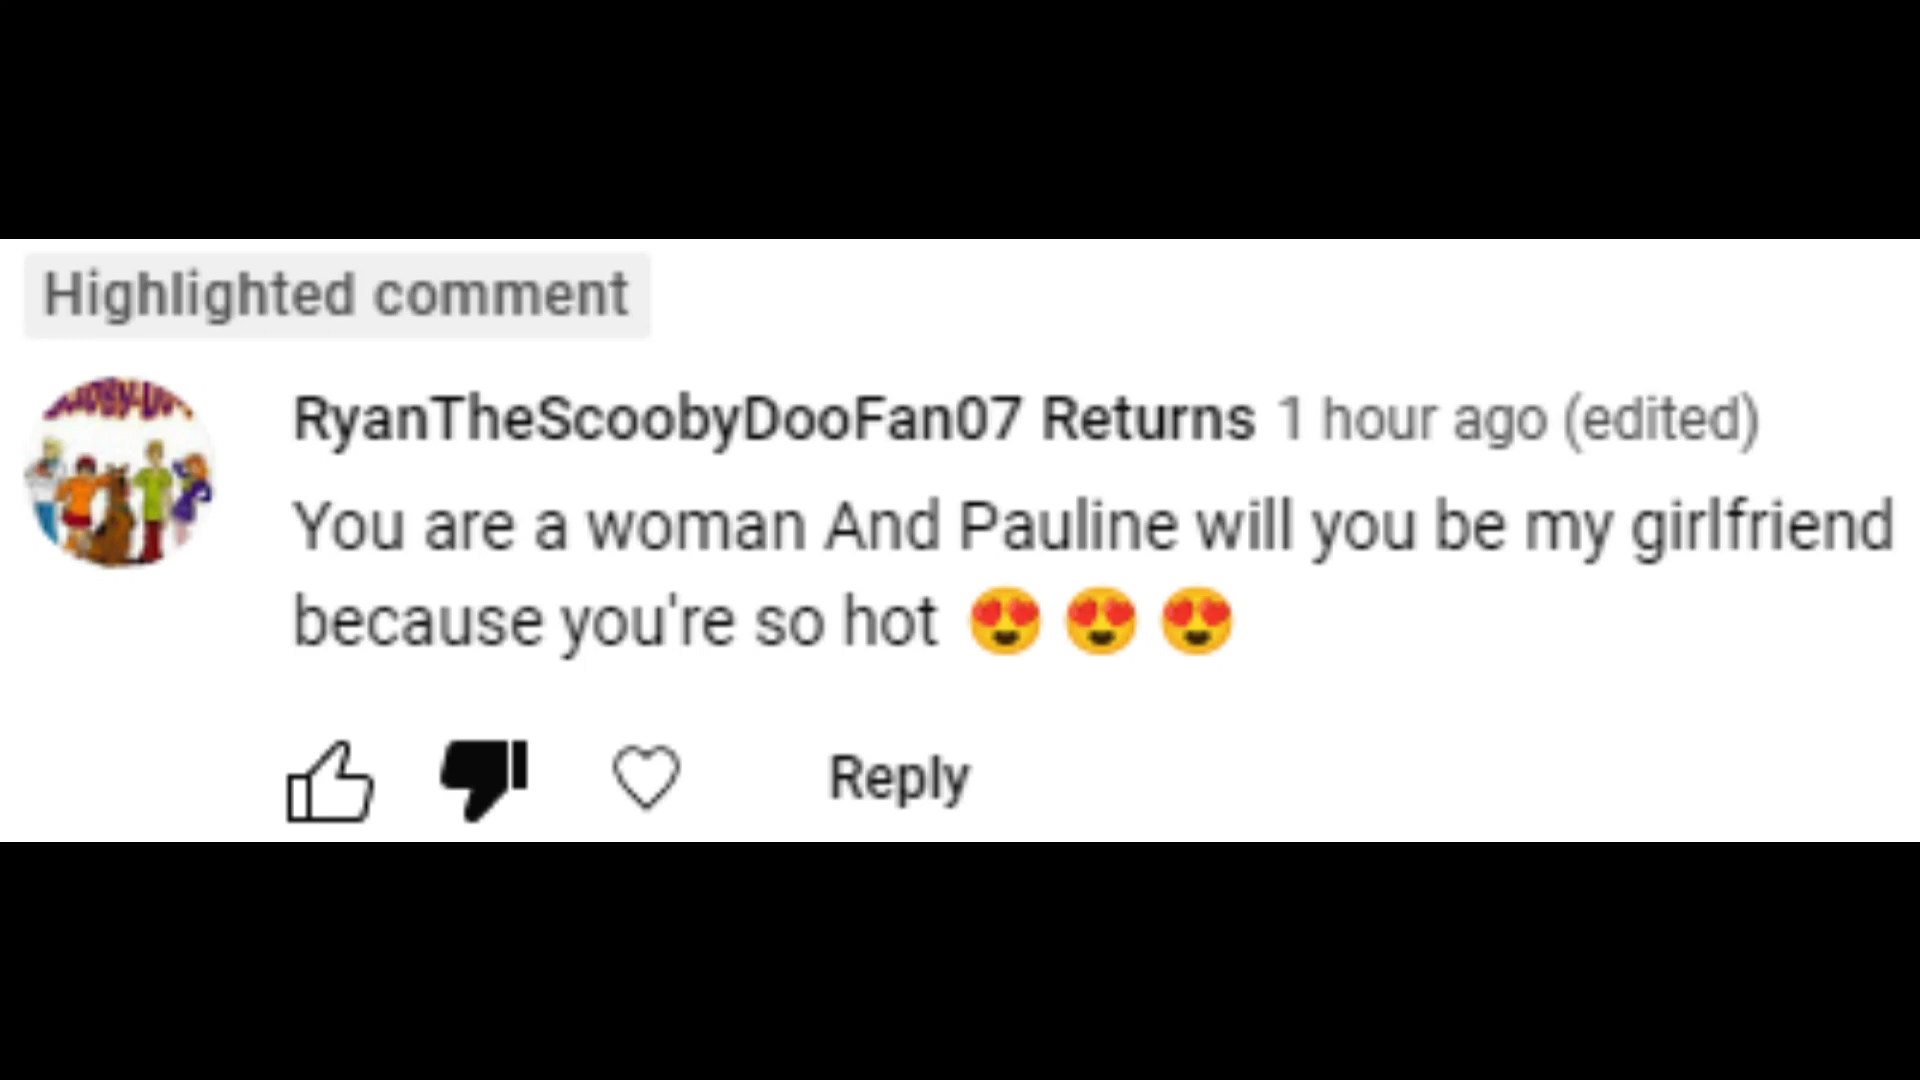 Highlighted comment
RyanTheScoobyDooFan07 Returns 1 hour ago (edited)
You are a woman And Pauline will you be my girlfriend
because you're so hot 😍 😍 😍
Reply